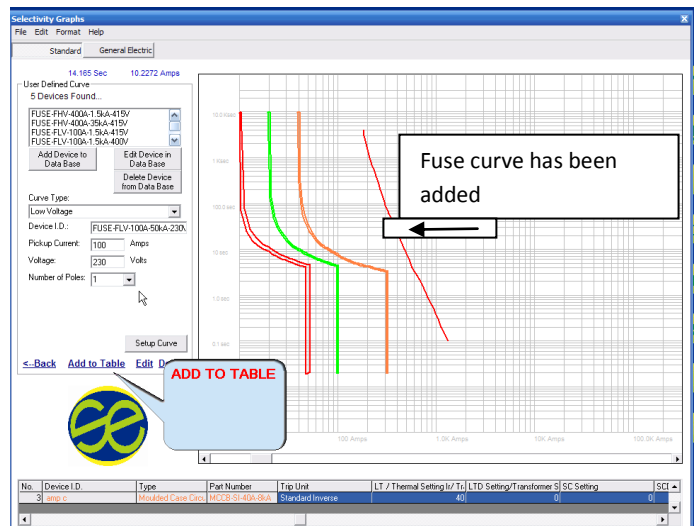 Selectivity Graphs
File Edit Format Help
Standard General Electric
14.165 Sec 10.2272 Amps
User Defined Curve
5 Devices Found...
FUSE-FHV-400A-1.5kA-415V
FUSE-FHV-400A-35kA-415V
FUSE-FLV-100A-1.5kA-415V
FUSE-FLV-100A-1.5kA-400V
Add Device to Data Base
Edit Device in Data Base
Delete Device from Data Base
Curve Type:
Low Voltage
Device I.D.: FUSE-FLV-100A-50kA-230V
Pickup Current: 100 Amps
Voltage: 230 Volts
Number of Poles: 1
Setup Curve
<--Back Add to Table Edit
ADD TO TABLE
se
Fuse curve has been
added
10.0 ksec
1 ksec
100.0 sec
10 sec
1.0 sec
0.1 sec
100 Amps 1.0K Amps 10K Amps 100.0K Amps
No. Device I.D. Type Part Number Trip Unit LT / Thermal Setting Ir/ Tr. LTD Setting/Transformer S SC Setting SCI
3 amp c Moulded Case Circu MCCB-SI-40A-8kA Standard Inverse 40 0 0